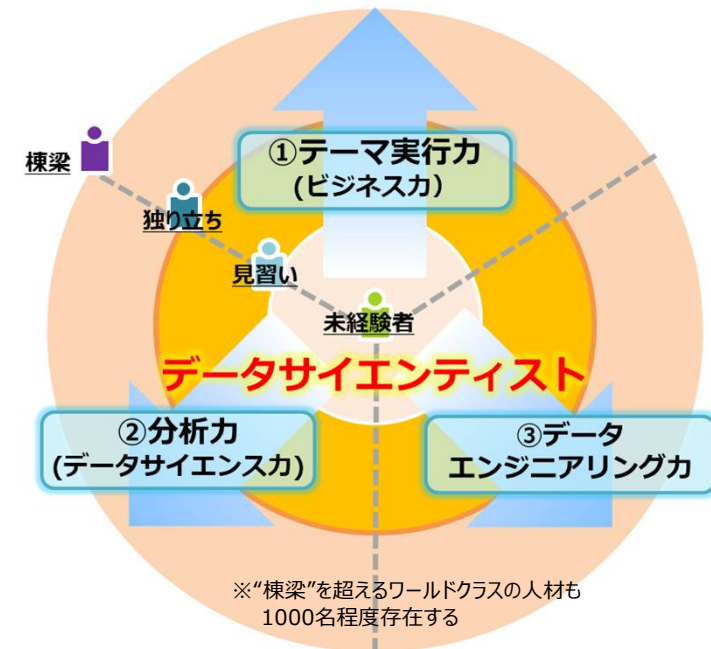 ①テーマ実行力
(ビジネス力）
棟梁
独り立ち
見習い
未経験者
データサイエンティスト
②分析力
(データサイエンス力)
③データ
エンジニアリング力
※“棟梁”を超えるワールドクラスの人材も
1000名程度存在する